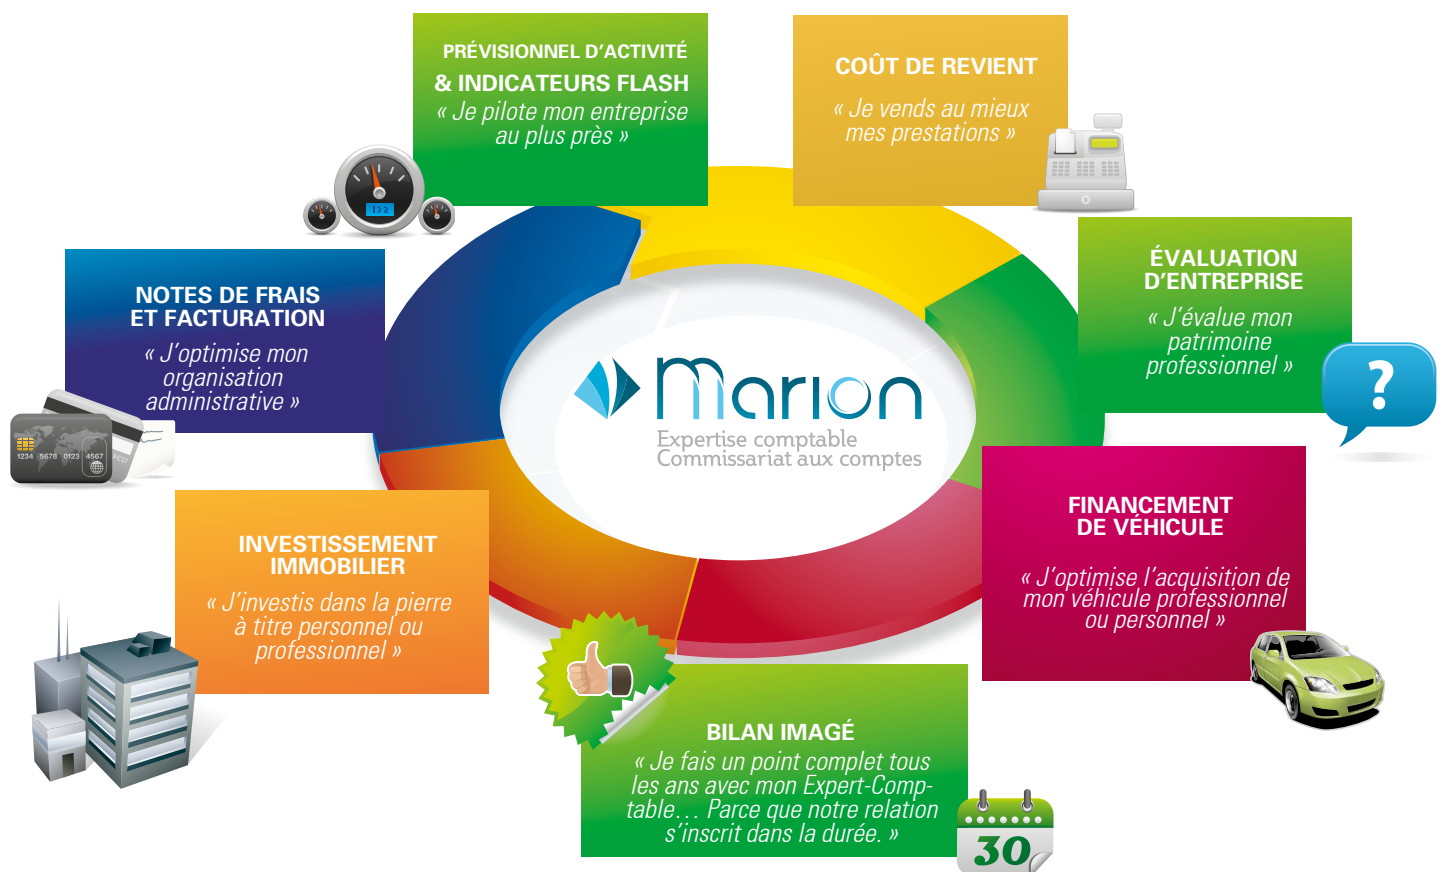 PRÉVISIONNEL D'ACTIVITÉ
& INDICATEURS FLASH
« Je pilote mon entreprise
au plus près »
COÛT DE REVIENT
« Je vends au mieux
mes prestations »
NOTES DE FRAIS
ET FACTURATION
« J'optimise mon
organisation
administrative »
1234 5678 0123 4567
ÉVALUATION
D'ENTREPRISE
« J'évalue mon
patrimoine
professionnel »
?
marion
Expertise comptable
Commissariat aux comptes
INVESTISSEMENT
IMMOBILIER
« J'investis dans la pierre
à titre personnel ou
professionnel »
FINANCEMENT
DE VÉHICULE
« J'optimise l'acquisition de
mon véhicule professionnel
ou personnel »
BILAN IMAGÉ
« Je fais un point complet tous
les ans avec mon Expert-Comp-
table… Parce que notre relation
s'inscrit dans la durée. »
30